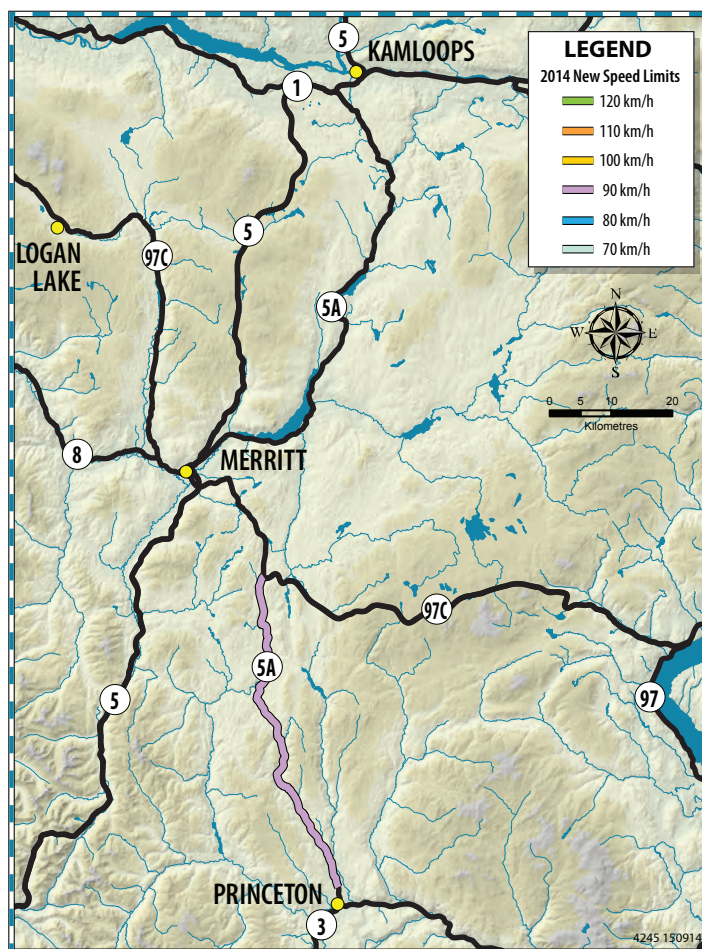 5
KAMLOOPS
LEGEND
2014 New Speed Limits
120 km/h
110 km/h
100 km/h
90 km/h
80 km/h
70 km/h
1
LOGAN
LAKE
97C
5
5A
N
W E
S
0 5 10 20
Kilometres
8
MERRITT
97C
5A
5
97
PRINCETON
3
4245 150914